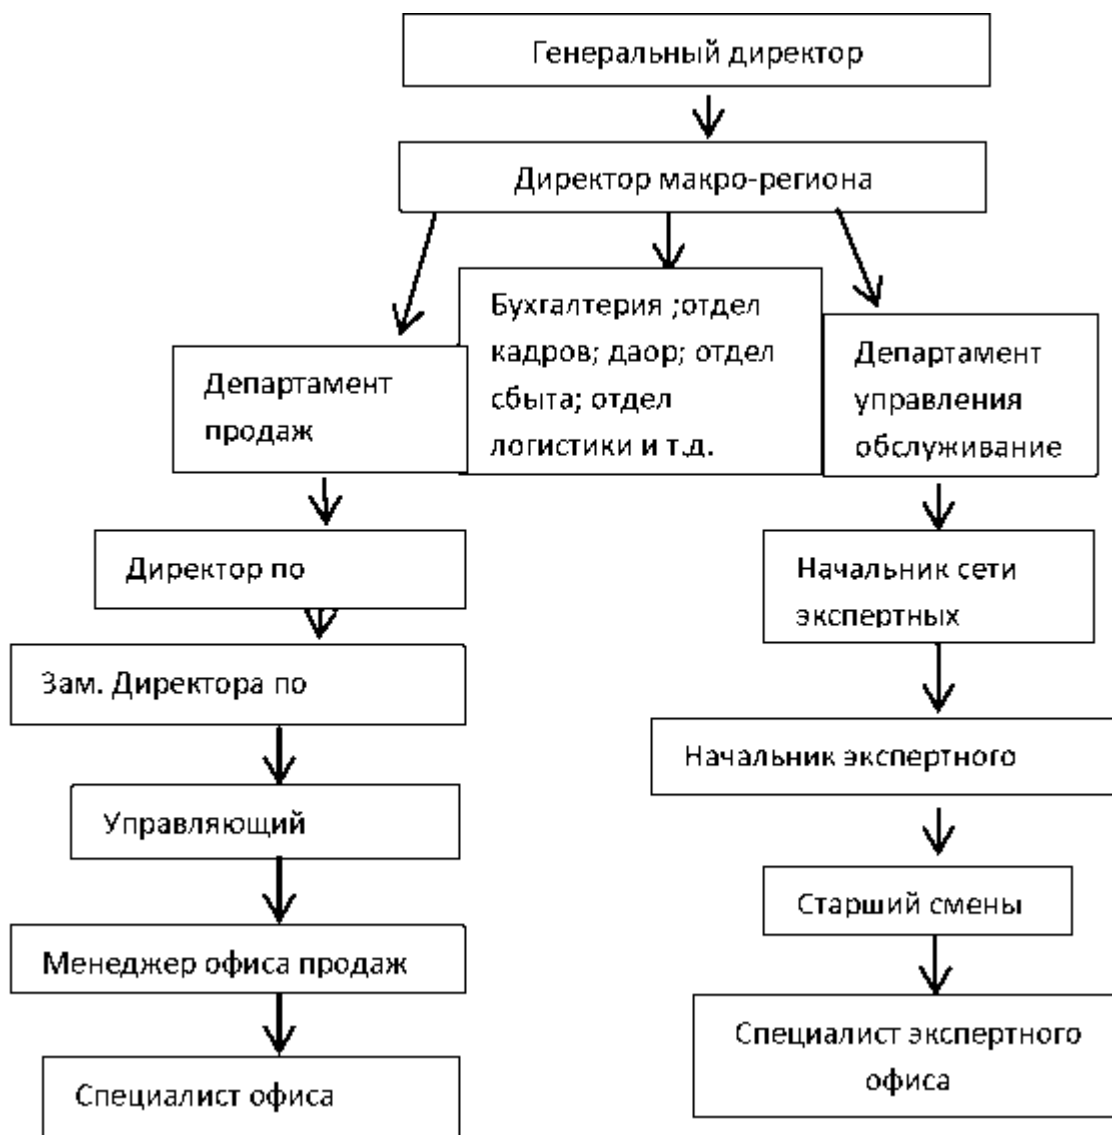 Генеральный директор
Директор макро-региона
Бухгалтерия ;отдел
кадров; даор; отдел
сбыта; отдел
логистики и т.д.
Департамент
продаж
Департамент
управления
обслуживание
Директор по
Начальник сети
экспертных
Зам. Директора по
Начальник экспертного
Управляющий
Старший смены
Менеджер офиса продаж
Специалист экспертного
офиса
Специалист офиса